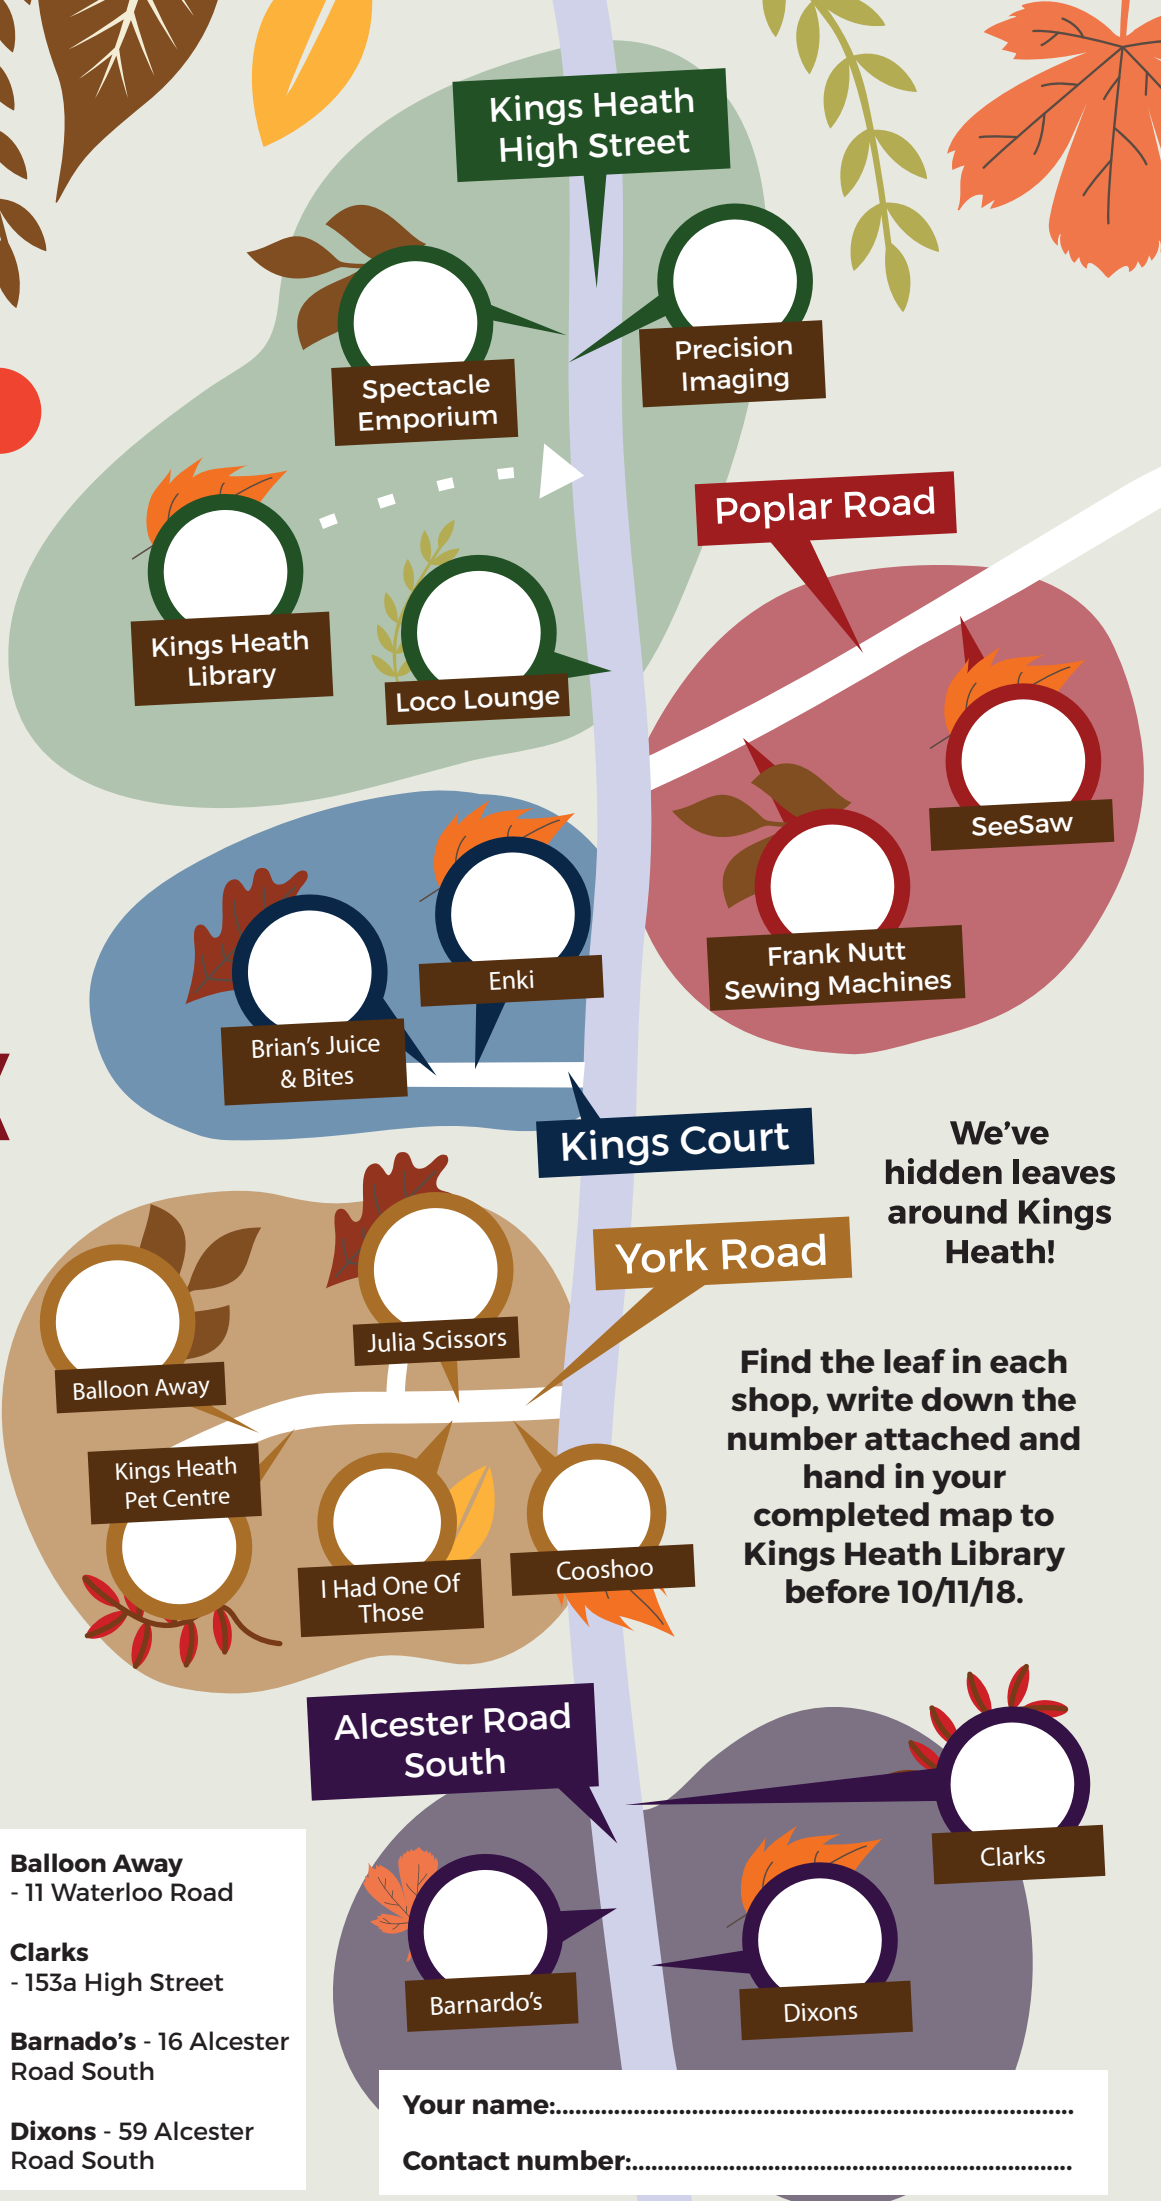 Kings Heath
High Street
Spectacle
Emporium
Precision
Imaging
Poplar Road
Kings Heath
Library
Loco Lounge
SeeSaw
Enki
Frank Nutt
Sewing Machines
Brian's Juice
& Bites
Kings Court
We've
hidden leaves
around Kings
Heath!
York Road
Julia Scissors
Balloon Away
Kings Heath
Pet Centre
I Had One Of
Those
Cooshoo
Find the leaf in each
shop, write down the
number attached and
hand in your
completed map to
Kings Heath Library
before 10/11/18.
Alcester Road
South
Clarks
Barnardo's
Dixons
Balloon Away
- 11 Waterloo Road
Clarks
- 153a High Street
Barnado's - 16 Alcester
Road South
Dixons - 59 Alcester
Road South
Your name:................................................................................
Contact number:....................................................................